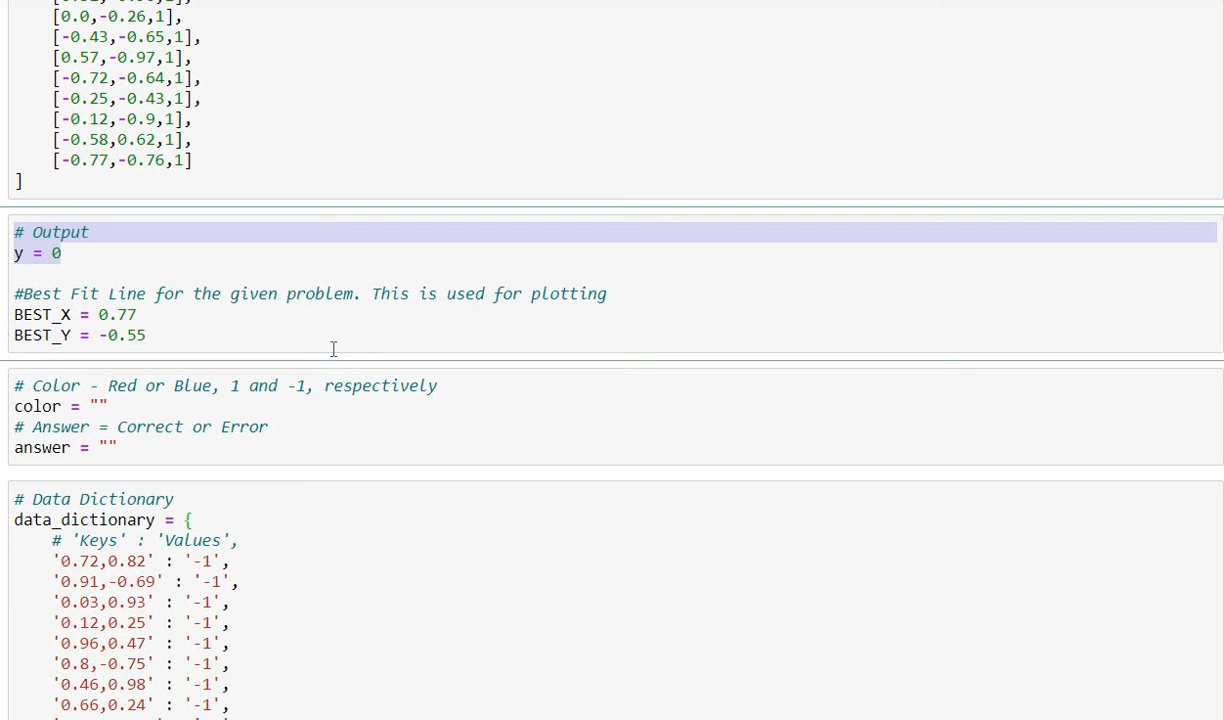 [0.0,-0.26,1],
[-0.43,-0.65,1],
[0.57,-0.97,1],
[-0.72,-0.64,1],
[-0.25,-0.43,1],
[-0.12,-0.9,1],
[-0.58,0.62,1],
[-0.77,-0.76,1]
]
# Output
y = 0
#Best Fit Line for the given problem. This is used for plotting
BEST_X = 0.77
BEST_Y = -0.55
# Color - Red or Blue, 1 and -1, respectively
color = ""
# Answer = Correct or Error
answer = ""
# Data Dictionary
data_dictionary = {
# 'Keys' : 'Values',
'0.72,0.82' : '-1',
'0.91,-0.69' : '-1',
'0.03,0.93' : '-1',
'0.12,0.25' : '-1',
'0.96,0.47' : '-1',
'0.8,-0.75' : '-1',
'0.46,0.98' : '-1',
'0.66,0.24' : '-1',